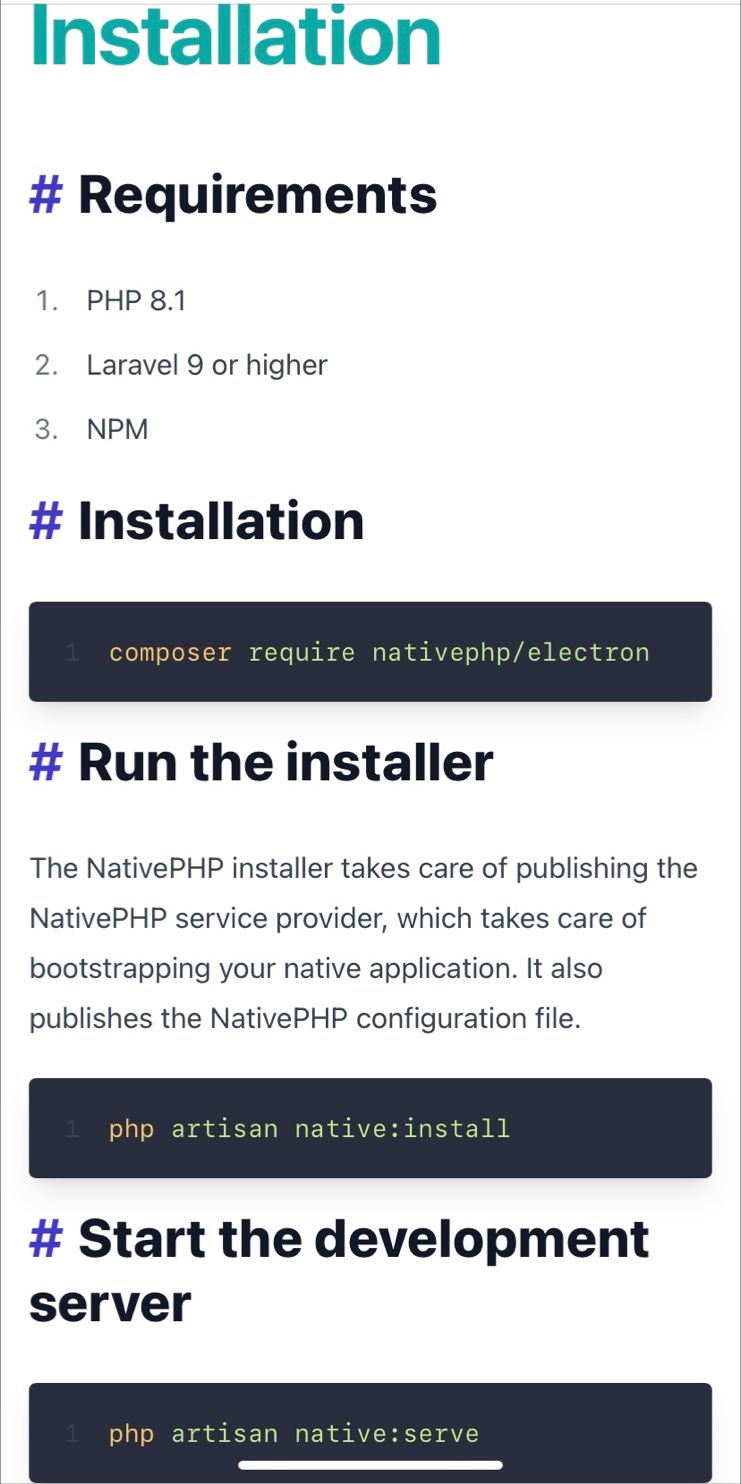 Installation
# Requirements
1. PHP 8.1
2. Laravel 9 or higher
3. NPM
# Installation
1 composer require nativephp/electron
# Run the installer
The NativePHP installer takes care of publishing the
NativePHP service provider, which takes care of
bootstrapping your native application. It also
publishes the NativePHP configuration file.
1 php artisan native:install
# Start the development
server
1 php artisan native:serve